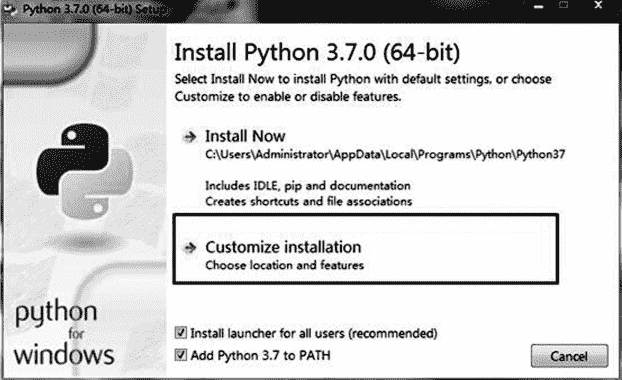 Python 3.7.0 (64-bit) Setup
Install Python 3.7.0 (64-bit)
Select Install Now to install Python with default settings, or choose
Customize to enable or disable features.
Install Now
C:\Users\Administrator\AppData\Local\Programs\Python\Python37
Includes IDLE, pip and documentation
Creates shortcuts and file associations
Customize installation
Choose location and features
python
for
windows
Install launcher for all users (recommended)
Add Python 3.7 to PATH
Cancel